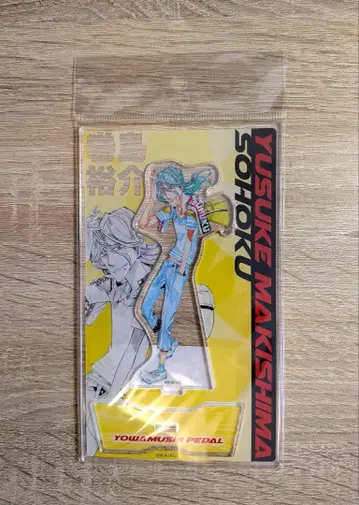 巻島
裕介
YUSUKE MAKISHIMA
SOHOKU
YOWAMUSHI PEDAL